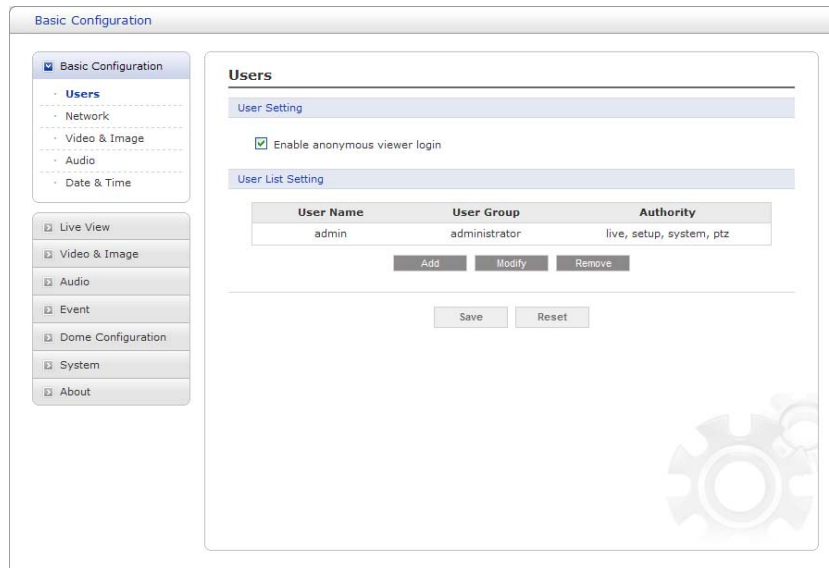 Basic Configuration
Basic Configuration
Users
Network
Video & Image
Audio
Date & Time
Live View
Video & Image
Audio
Event
Dome Configuration
System
About
Users
User Setting
Enable anonymous viewer login
User List Setting
User Name User Group Authority
admin administrator live, setup, system, ptz
Add Modify Remove
Save Reset